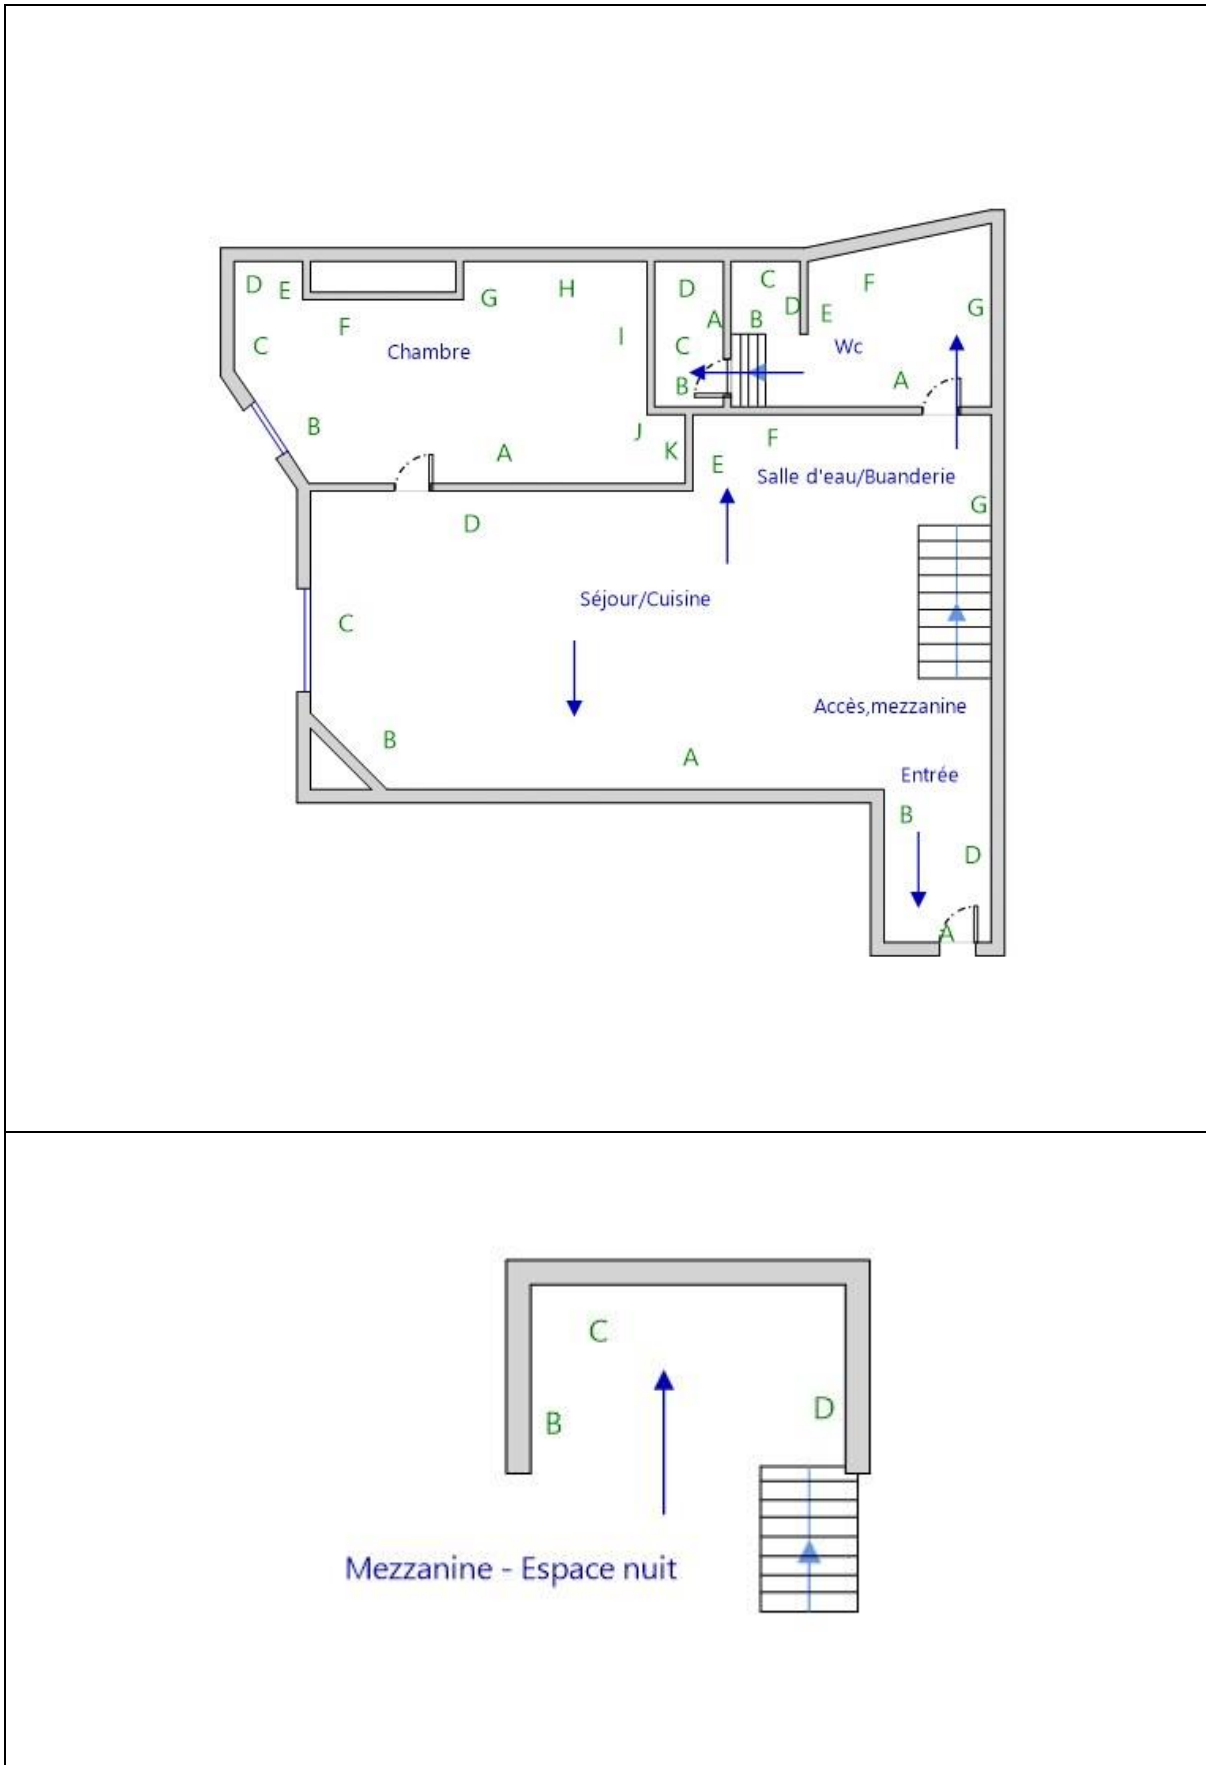 D E G H D C D E F G
F I A B
C Chambre C Wc
B A
B J F
A K E
Salle d'eau/Buanderie
D G
Séjour/Cuisine
C
Accès,mezzanine
B A
Entrée
B
D
A
C
B D
Mezzanine - Espace nuit